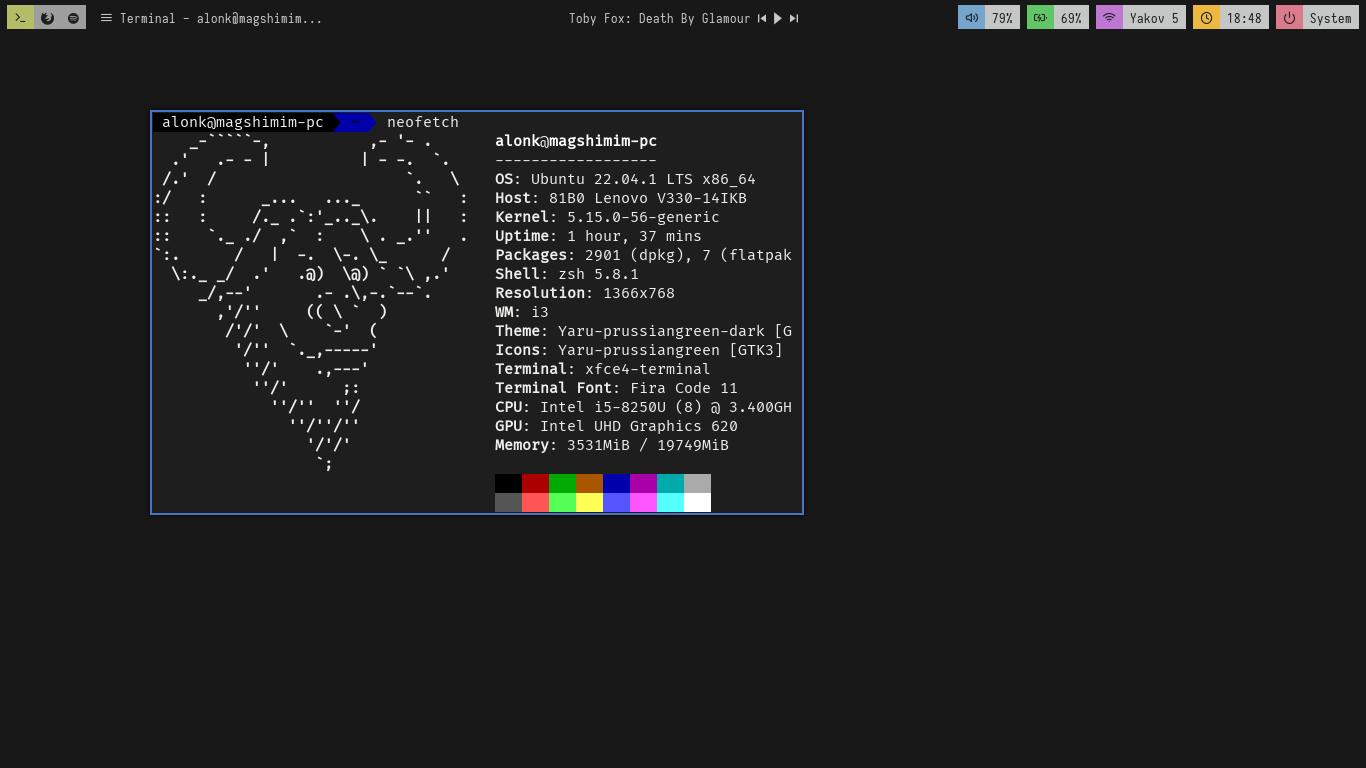 Terminal - alonk@magshimim...
Toby Fox: Death By Glamour
79%
69%
Yakov 5
18:48
System
alonk@magshimim-pc ~ neofetch
alonk@magshimim-pc
------------------
OS: Ubuntu 22.04.1 LTS x86_64
Host: 81B0 Lenovo V330-14IKB
Kernel: 5.15.0-56-generic
Uptime: 1 hour, 37 mins
Packages: 2901 (dpkg), 7 (flatpak
Shell: zsh 5.8.1
Resolution: 1366x768
WM: i3
Theme: Yaru-prussiangreen-dark [G
Icons: Yaru-prussiangreen [GTK3]
Terminal: xfce4-terminal
Terminal Font: Fira Code 11
CPU: Intel i5-8250U (8) @ 3.400GH
GPU: Intel UHD Graphics 620
Memory: 3531MiB / 19749MiB